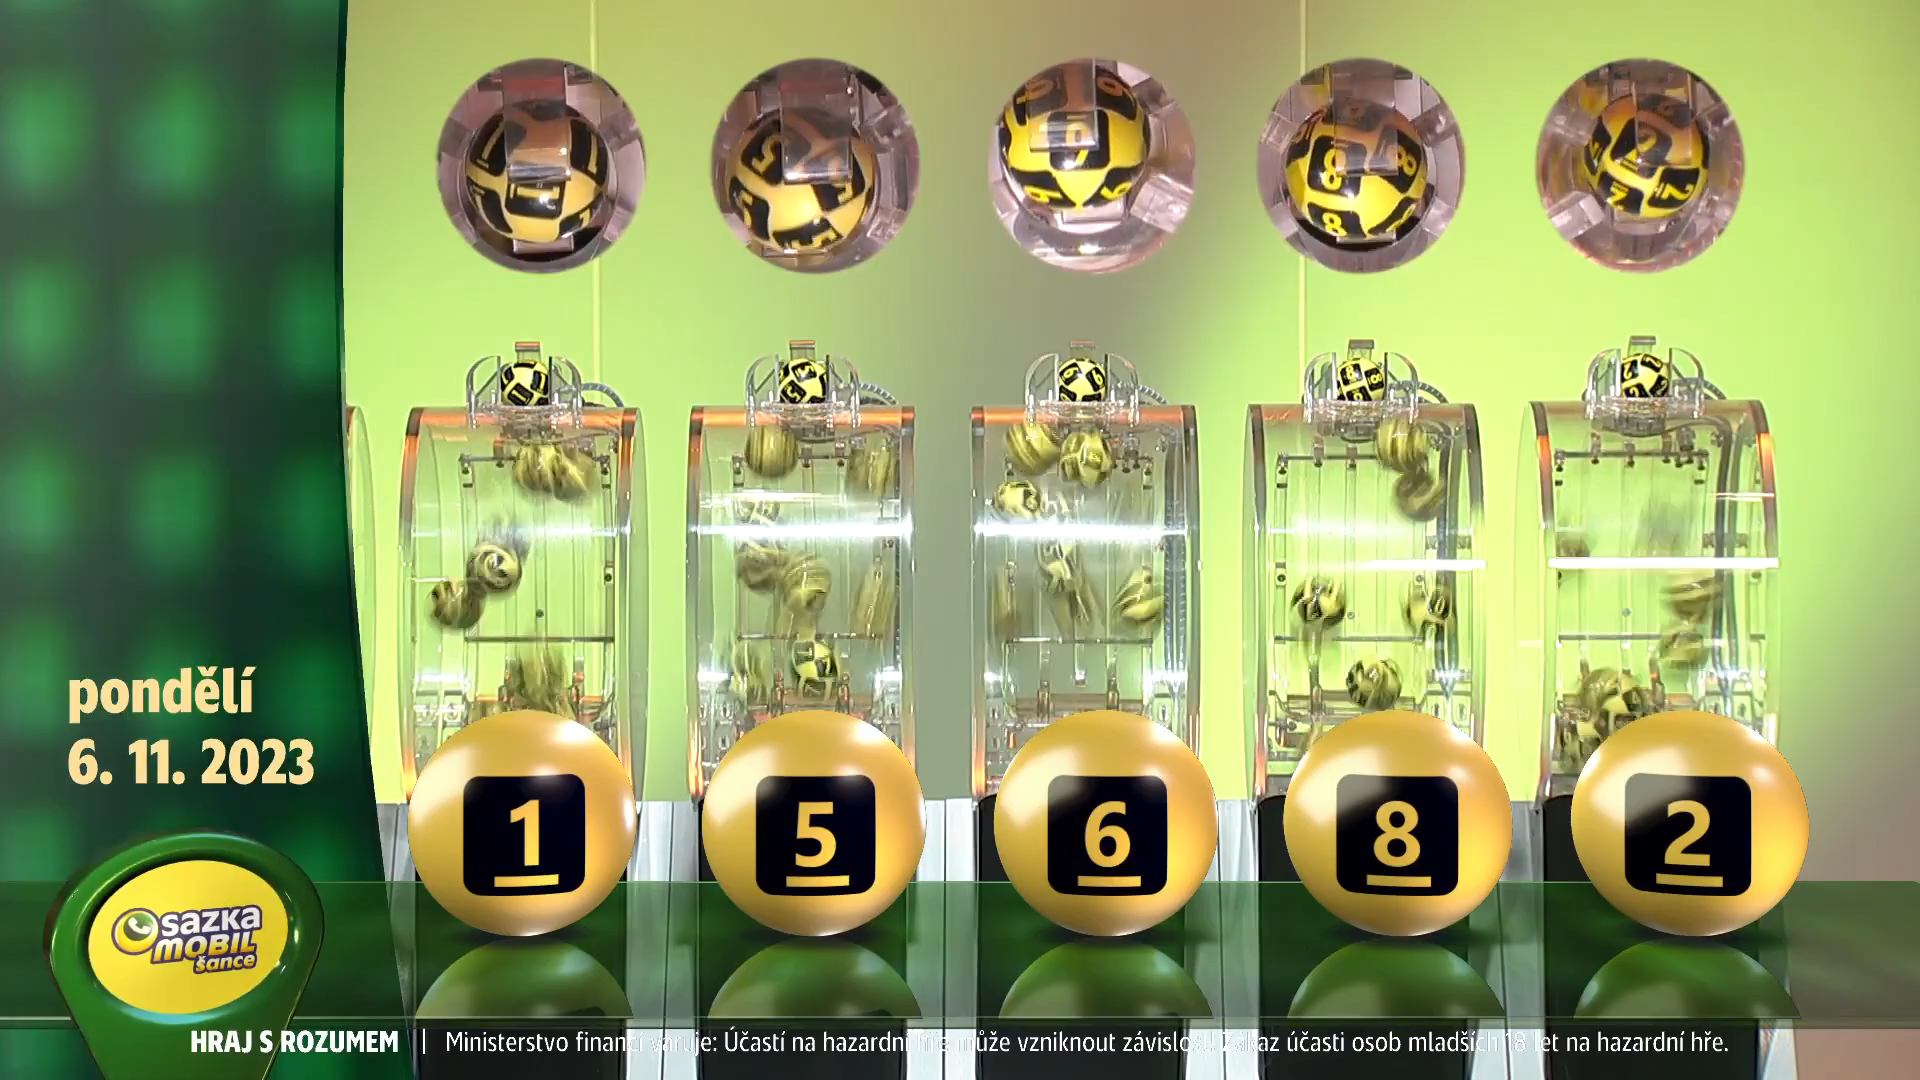 pondělí
6. 11. 2023
1 5 6 8 2
sazka
MOBIL
šance
HRAJ S ROZUMEM | Ministerstvo financí varuje: Účastí na hazardní hře může vzniknout závislost! Zákaz účasti osob mladších 18 let na hazardní hře.